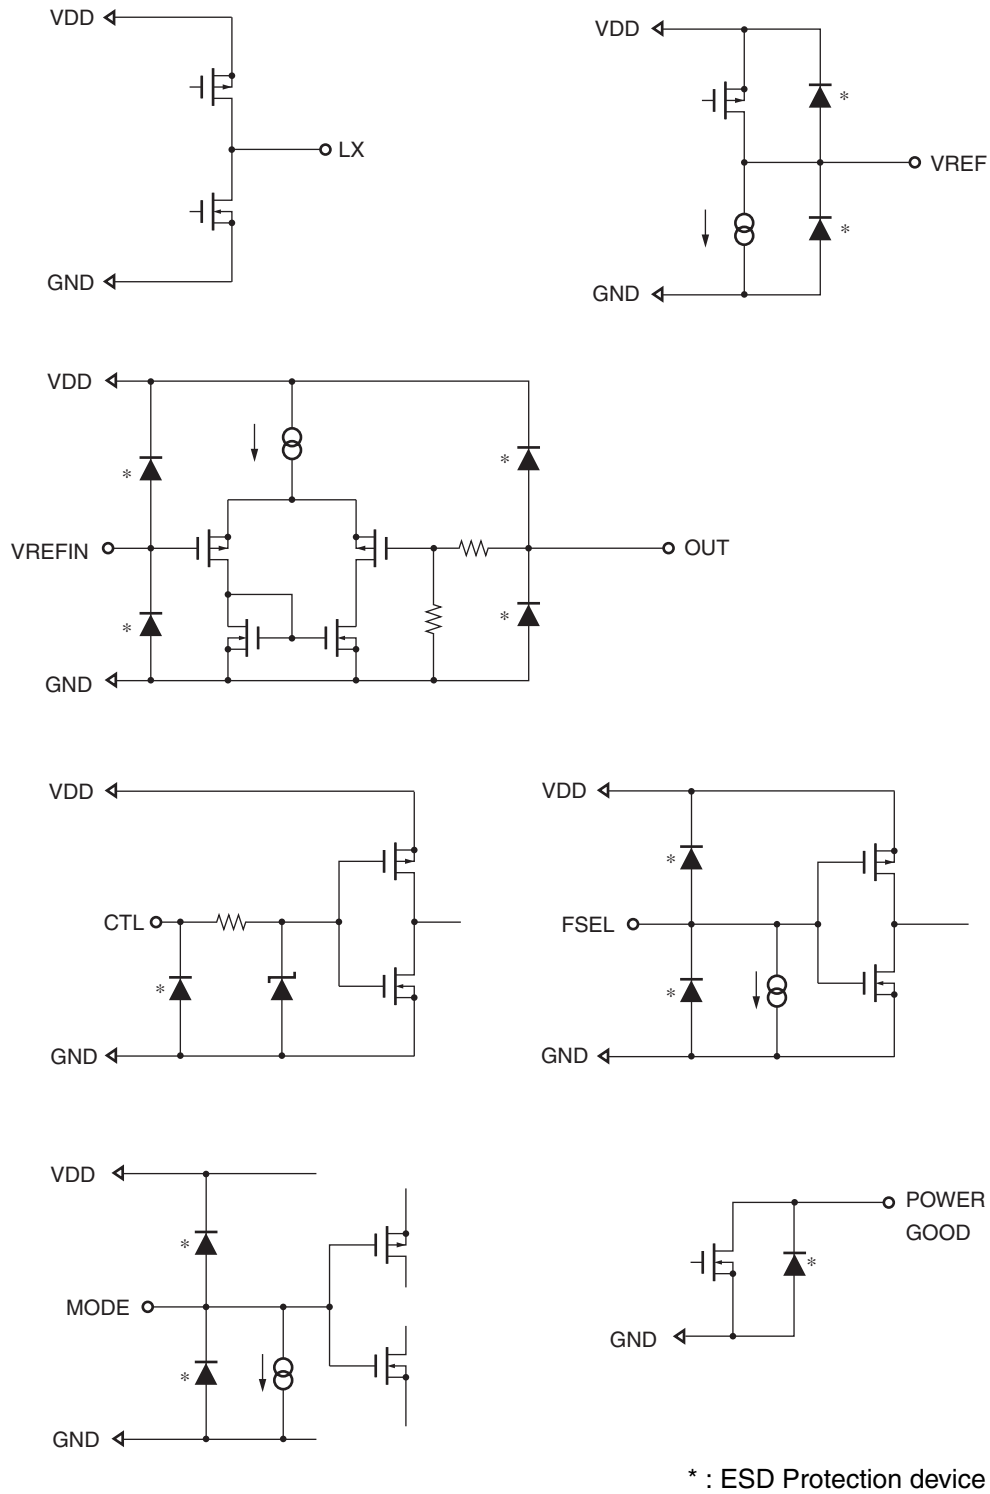 VDD
LX
GND
VDD
*
VREF
*
GND
VDD
*
*
VREFIN
OUT
*
*
GND
VDD
CTL
*
GND
VDD
*
FSEL
*
GND
VDD
*
MODE
*
GND
POWER
GOOD
*
GND
* : ESD Protection device